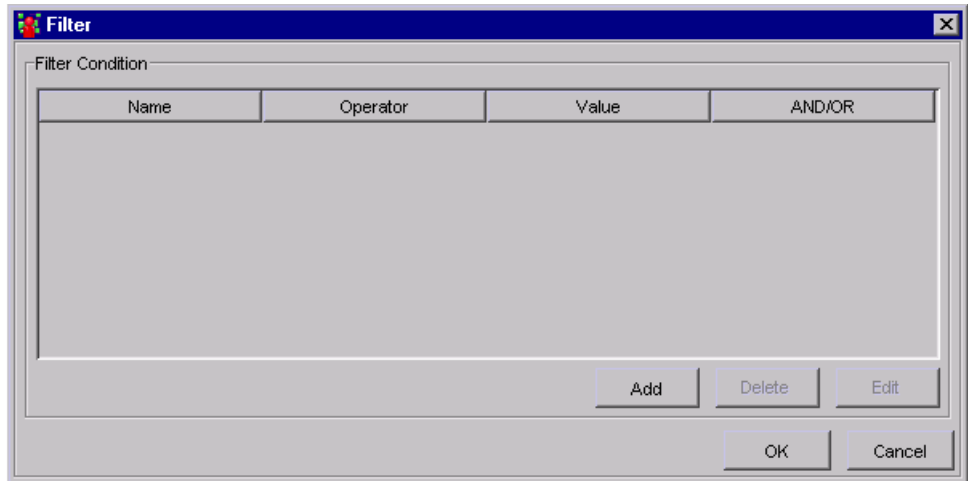 Filter
Filter Condition
Name Operator Value AND/OR
Add Delete Edit
OK Cancel